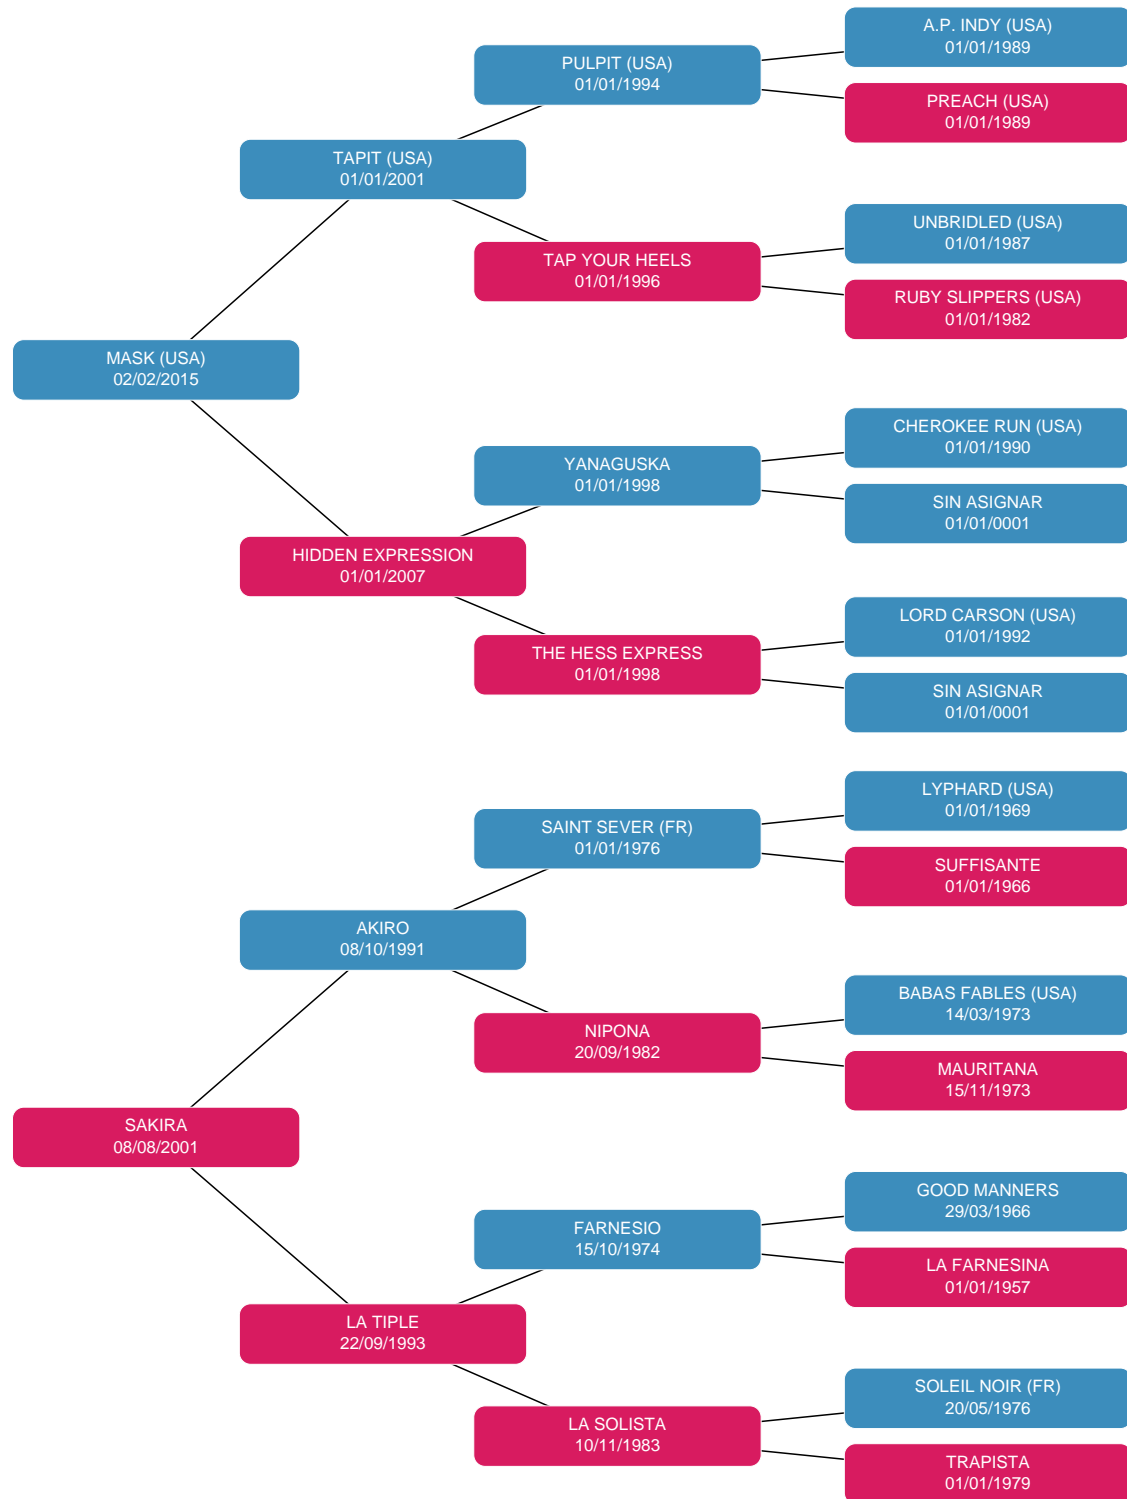 A.P. INDY (USA)
01/01/1989
PULPIT (USA)
01/01/1994
PREACH (USA)
01/01/1989
TAPIT (USA)
01/01/2001
UNBRIDLED (USA)
01/01/1987
TAP YOUR HEELS
01/01/1996
RUBY SLIPPERS (USA)
01/01/1982
MASK (USA)
02/02/2015
CHEROKEE RUN (USA)
01/01/1990
YANAGUSKA
01/01/1998
SIN ASIGNAR
01/01/0001
HIDDEN EXPRESSION
01/01/2007
LORD CARSON (USA)
01/01/1992
THE HESS EXPRESS
01/01/1998
SIN ASIGNAR
01/01/0001
LYPHARD (USA)
01/01/1969
SAINT SEVER (FR)
01/01/1976
SUFFISANTE
01/01/1966
AKIRO
08/10/1991
BABAS FABLES (USA)
14/03/1973
NIPONA
20/09/1982
MAURITANA
15/11/1973
SAKIRA
08/08/2001
GOOD MANNERS
29/03/1966
FARNESIO
15/10/1974
LA FARNESINA
01/01/1957
LA TIPLE
22/09/1993
SOLEIL NOIR (FR)
20/05/1976
LA SOLISTA
10/11/1983
TRAPISTA
01/01/1979